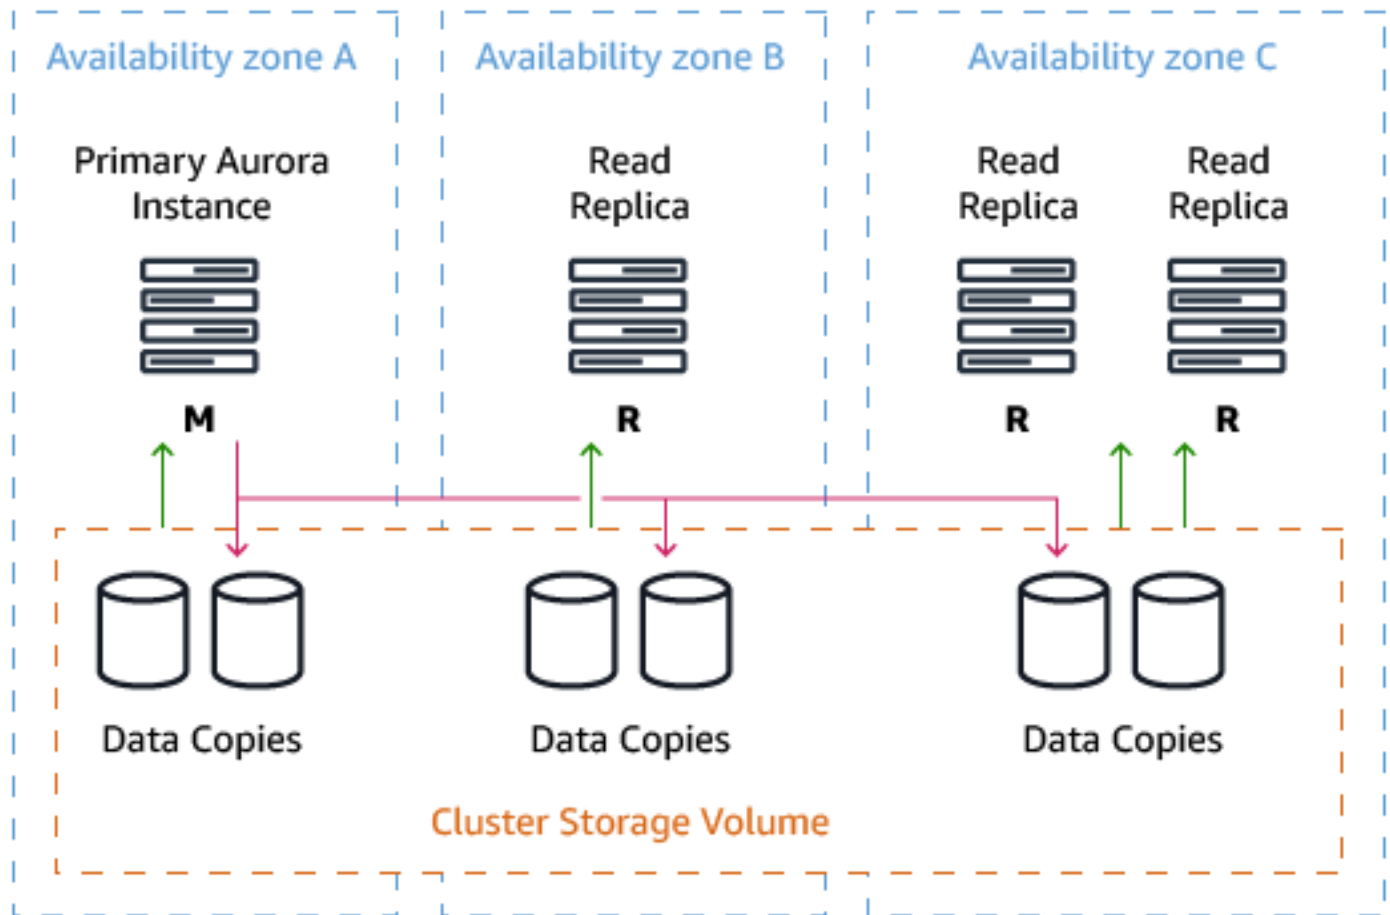 Availability zone A
Availability zone B
Availability zone C
Primary Aurora
Instance
Read
Replica
Read
Replica
Read
Replica
M
R
R
R
Data Copies
Data Copies
Data Copies
Cluster Storage Volume